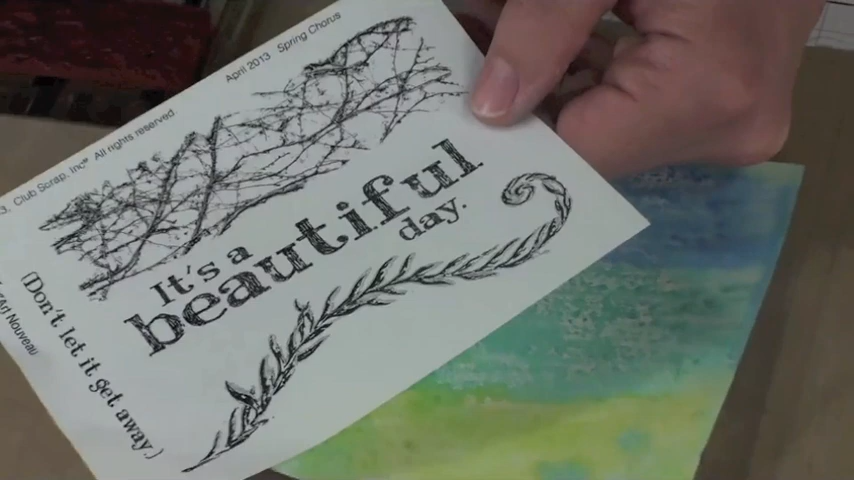 3, Club Scrap, Inc® All rights reserved
April 2013 Spring Chorus
It's a
beautiful
day.
(Don't let it get away.)
Art Nouveau